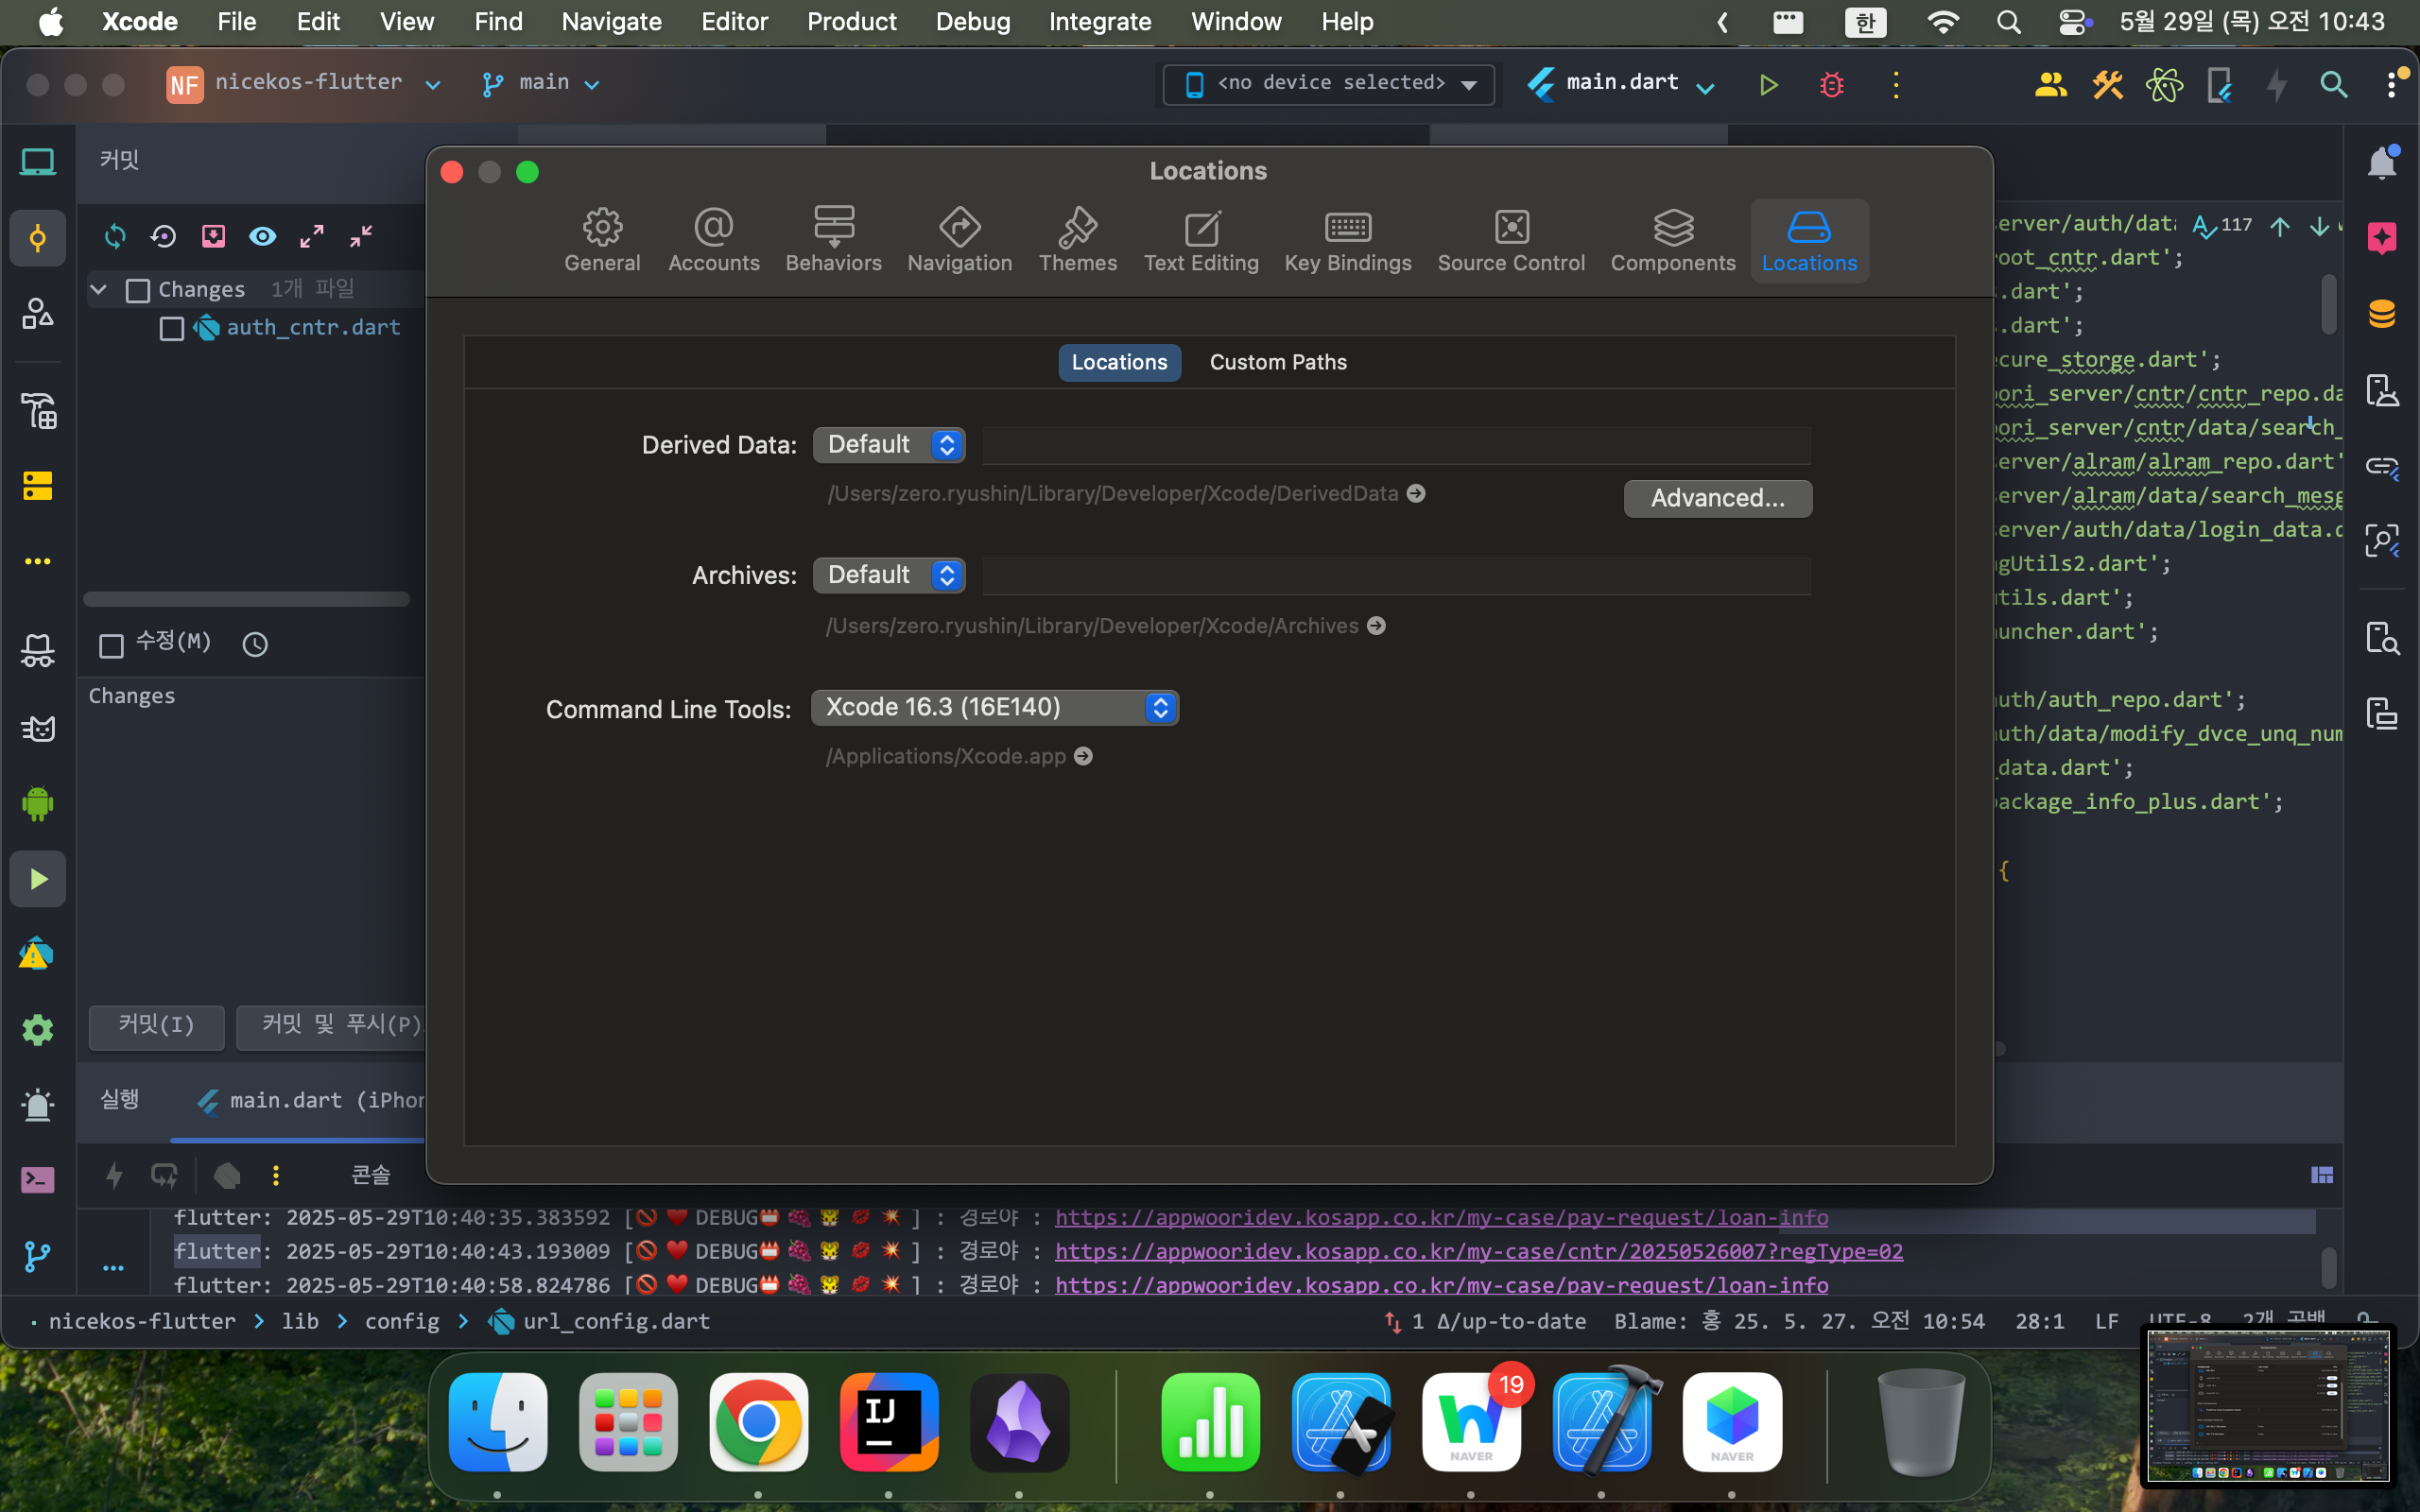 Xcode File Edit View Find Navigate Editor Product Debug Integrate Window Help 한 5월 29일 (목) 오전 10:43
NF nicekos-flutter main <no device selected> main.dart
커밋
Changes 1개 파일
auth_cntr.dart
수정(M)
Changes
커밋(I) 커밋 및 푸시(P)
Locations
General Accounts Behaviors Navigation Themes Text Editing Key Bindings Source Control Components Locations
Locations Custom Paths
Derived Data: Default
/Users/zero.ryushin/Library/Developer/Xcode/DerivedData
Advanced...
Archives: Default
/Users/zero.ryushin/Library/Developer/Xcode/Archives
Command Line Tools: Xcode 16.3 (16E140)
/Applications/Xcode.app
erver/auth/dat 117
oot_cntr.dart';
.dart';
.dart';
cure_storge.dart';
ori_server/cntr/cntr_repo.da
ori_server/cntr/data/search_
erver/alram/alram_repo.dart'
erver/alram/data/search_mesg
erver/auth/data/login_data.d
gUtils2.dart';
tils.dart';
uncher.dart';
uth/auth_repo.dart';
uth/data/modify_dvce_unq_num
_data.dart';
ackage_info_plus.dart';
{
실행 main.dart (iPhon
콘솔
flutter: 2025-05-29T10:40:35.383592 [🚫 ♥️ DEBUG📛 🍇 🐯 💋 💥 ] : 경로야 : https://appwooridev.kosapp.co.kr/my-case/pay-request/loan-info
flutter: 2025-05-29T10:40:43.193009 [🚫 ♥️ DEBUG📛 🍇 🐯 💋 💥 ] : 경로야 : https://appwooridev.kosapp.co.kr/my-case/cntr/20250526007?regType=02
flutter: 2025-05-29T10:40:58.824786 [🚫 ♥️ DEBUG📛 🍇 🐯 💋 💥 ] : 경로야 : https://appwooridev.kosapp.co.kr/my-case/pay-request/loan-info
nicekos-flutter > lib > config > url_config.dart 1 Δ/up-to-date Blame: 홍 25. 5. 27. 오전 10:54 28:1 LF UTF-8 2개 공백
IJ 19
NAVER NAVER